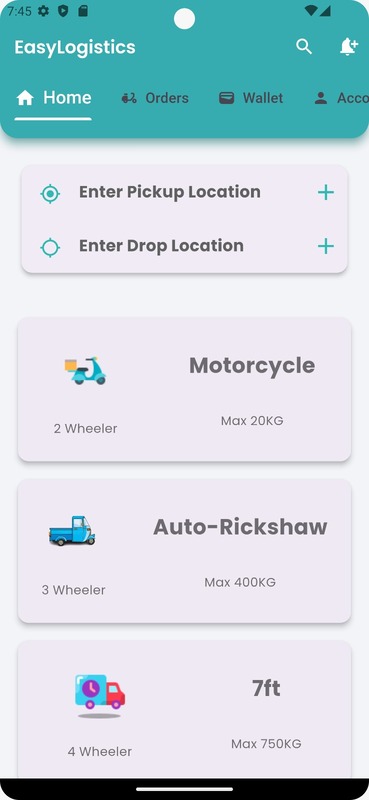 7:45
EasyLogistics
Home Orders Wallet Acco
Enter Pickup Location
Enter Drop Location
Motorcycle
2 Wheeler Max 20KG
Auto-Rickshaw
3 Wheeler Max 400KG
7ft
4 Wheeler Max 750KG